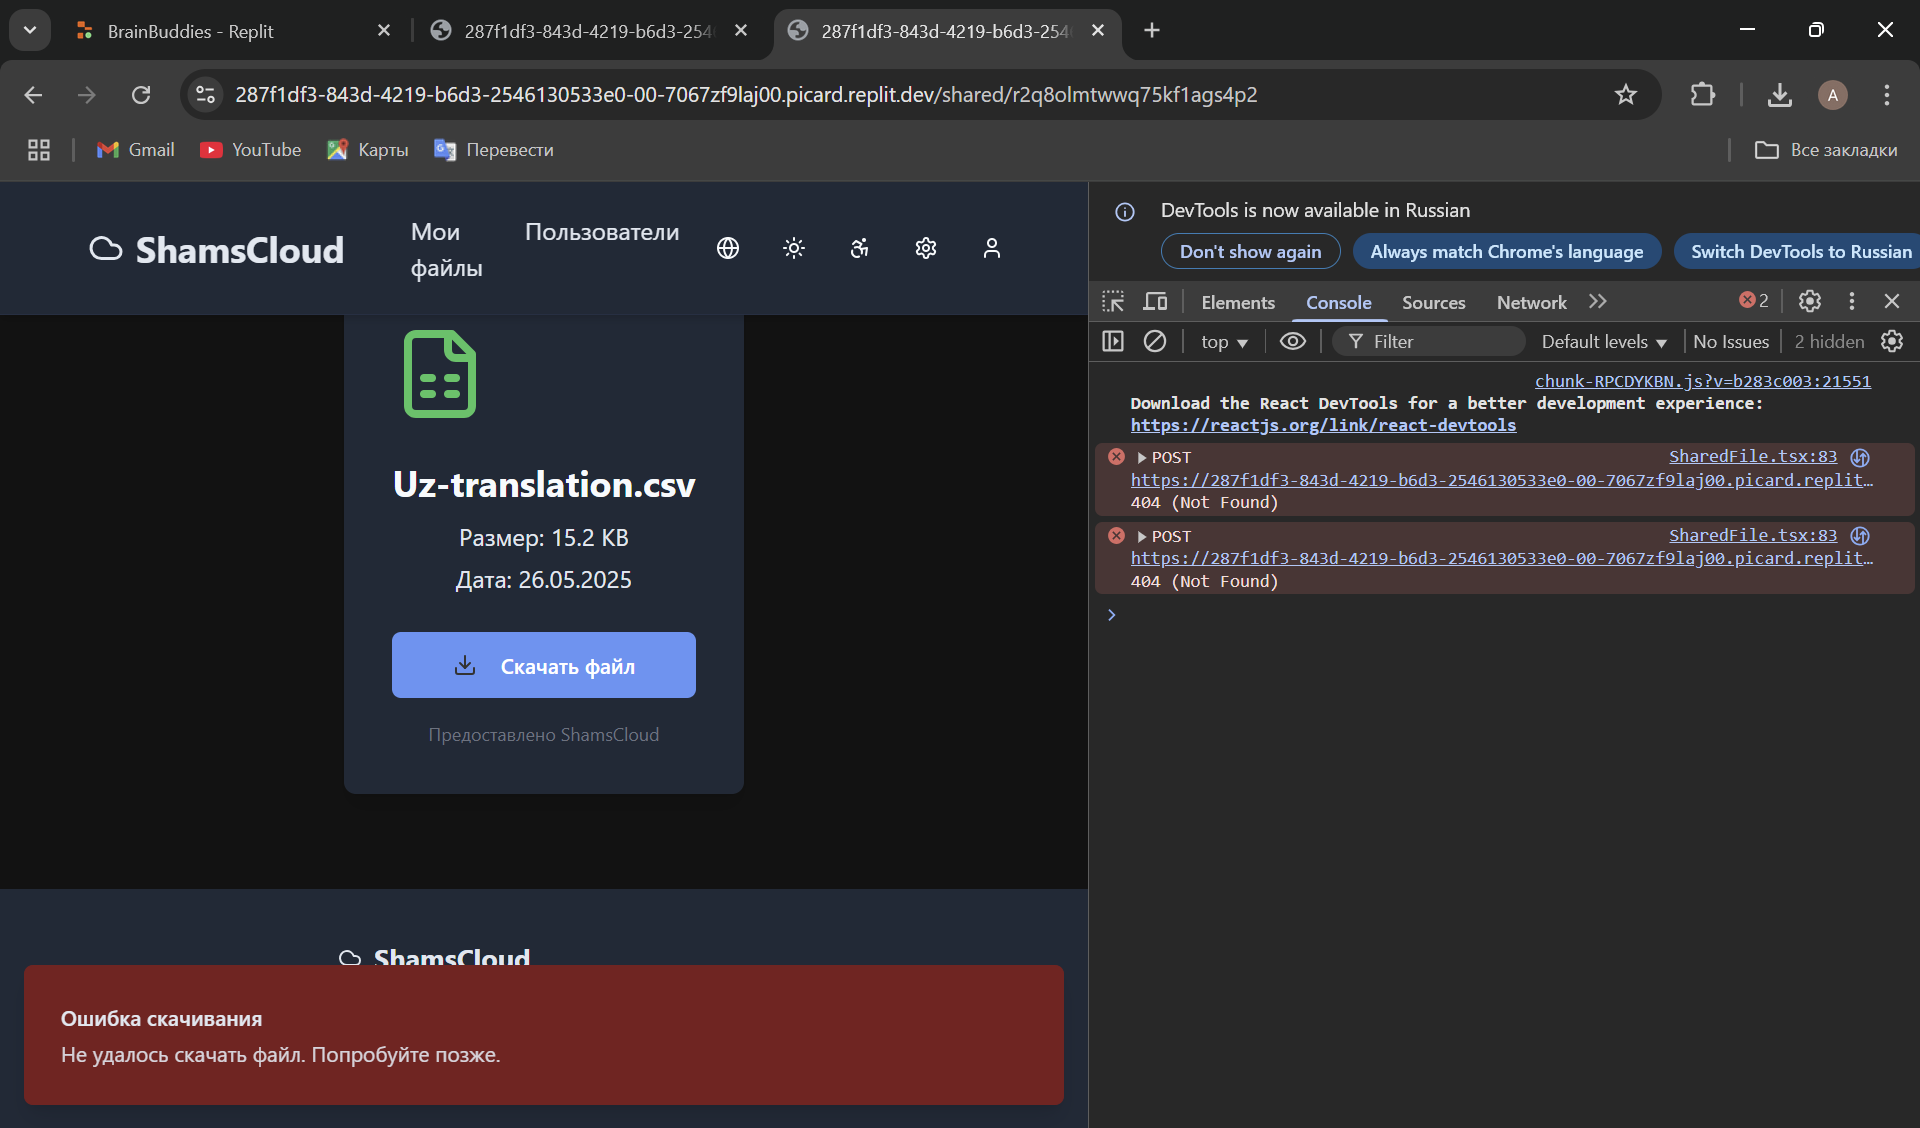 BrainBuddies - Replit
287f1df3-843d-4219-b6d3-254
287f1df3-843d-4219-b6d3-254
287f1df3-843d-4219-b6d3-2546130533e0-00-7067zf9laj00.picard.replit.dev/shared/r2q8olmtwwq75kf1ags4p2
A
Gmail
YouTube
Карты
Перевести
Все закладки
ShamsCloud
Мои файлы
Пользователи
Uz-translation.csv
Размер: 15.2 KB
Дата: 26.05.2025
Скачать файл
Предоставлено ShamsCloud
ShamsCloud
Ошибка скачивания
Не удалось скачать файл. Попробуйте позже.
DevTools is now available in Russian
Don't show again
Always match Chrome's language
Switch DevTools to Russian
Elements
Console
Sources
Network
2
top
Filter
Default levels
No Issues
2 hidden
chunk-RPCDYKBN.js?v=b283c003:21551
Download the React DevTools for a better development experience:
https://reactjs.org/link/react-devtools
POST
SharedFile.tsx:83
https://287f1df3-843d-4219-b6d3-2546130533e0-00-7067zf9laj00.picard.replit…
404 (Not Found)
POST
SharedFile.tsx:83
https://287f1df3-843d-4219-b6d3-2546130533e0-00-7067zf9laj00.picard.replit…
404 (Not Found)